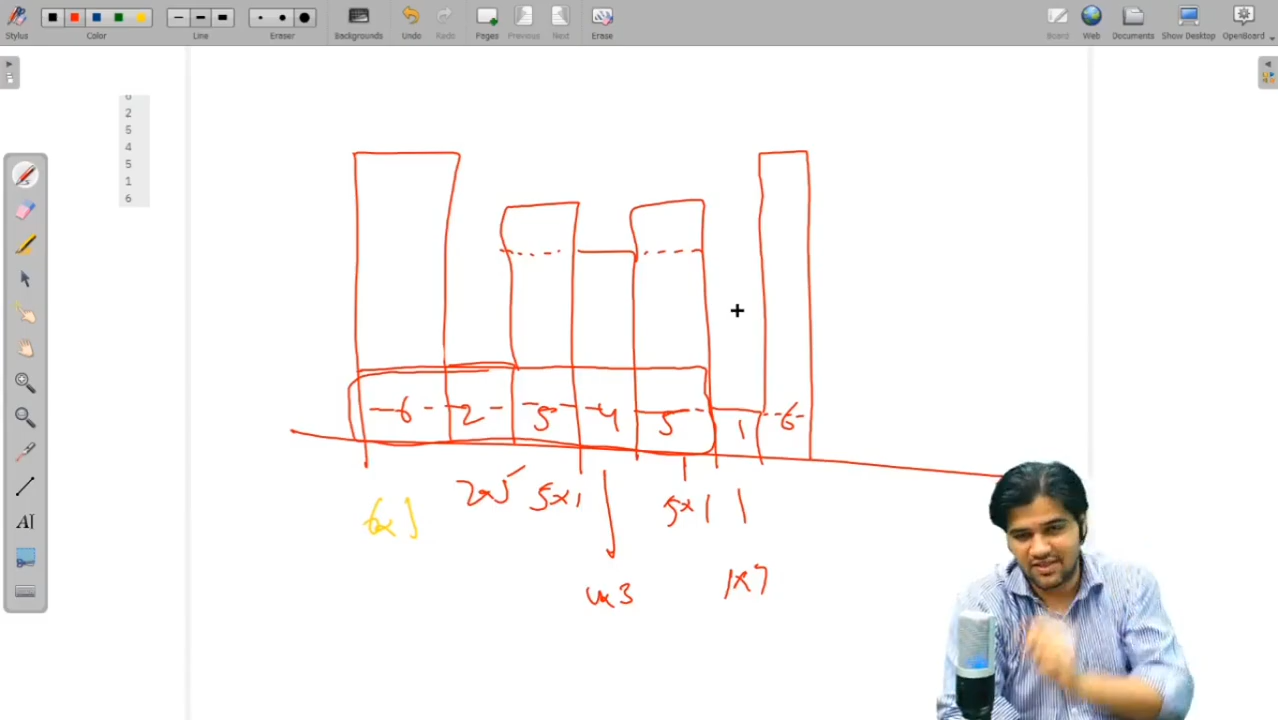 Stylus Color Line Eraser Backgrounds Undo Redo Pages Previous Next Erase Board Web Documents Show Desktop OpenBoard
2
5
4
5
1
6
6 2 5 4 5 1 6
6x1 2x5 5x1 5x1
4x3 1x7
AI